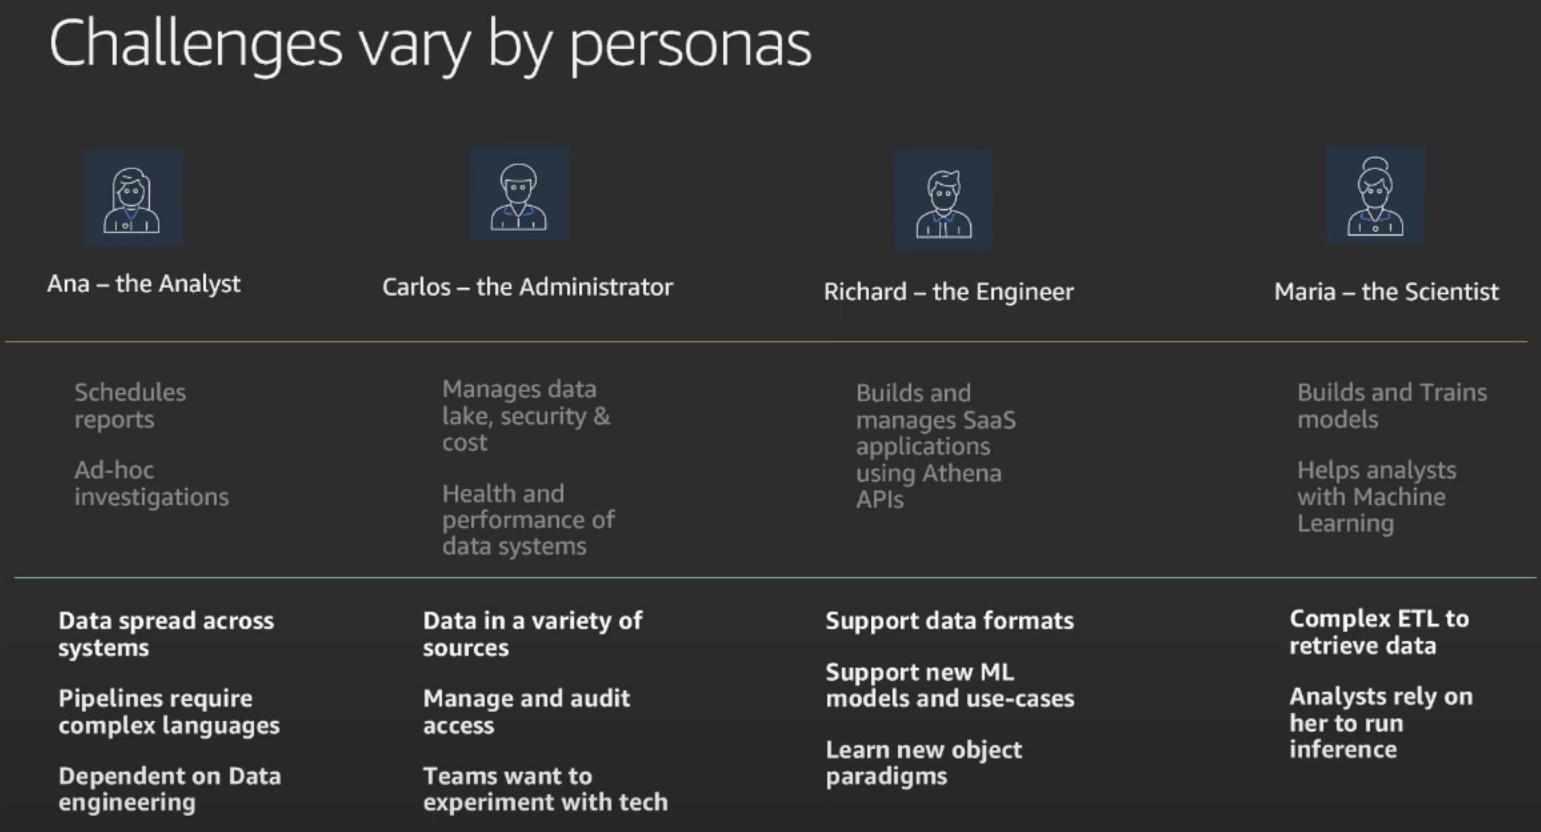 Challenges vary by personas
Ana – the Analyst
Carlos – the Administrator
Richard – the Engineer
Maria – the Scientist
Schedules
reports
Ad-hoc
investigations
Manages data
lake, security &
cost
Health and
performance of
data systems
Builds and
manages SaaS
applications
using Athena
APIs
Builds and Trains
models
Helps analysts
with Machine
Learning
Data spread across
systems
Pipelines require
complex languages
Dependent on Data
engineering
Data in a variety of
sources
Manage and audit
access
Teams want to
experiment with tech
Support data formats
Support new ML
models and use-cases
Learn new object
paradigms
Complex ETL to
retrieve data
Analysts rely on
her to run
inference